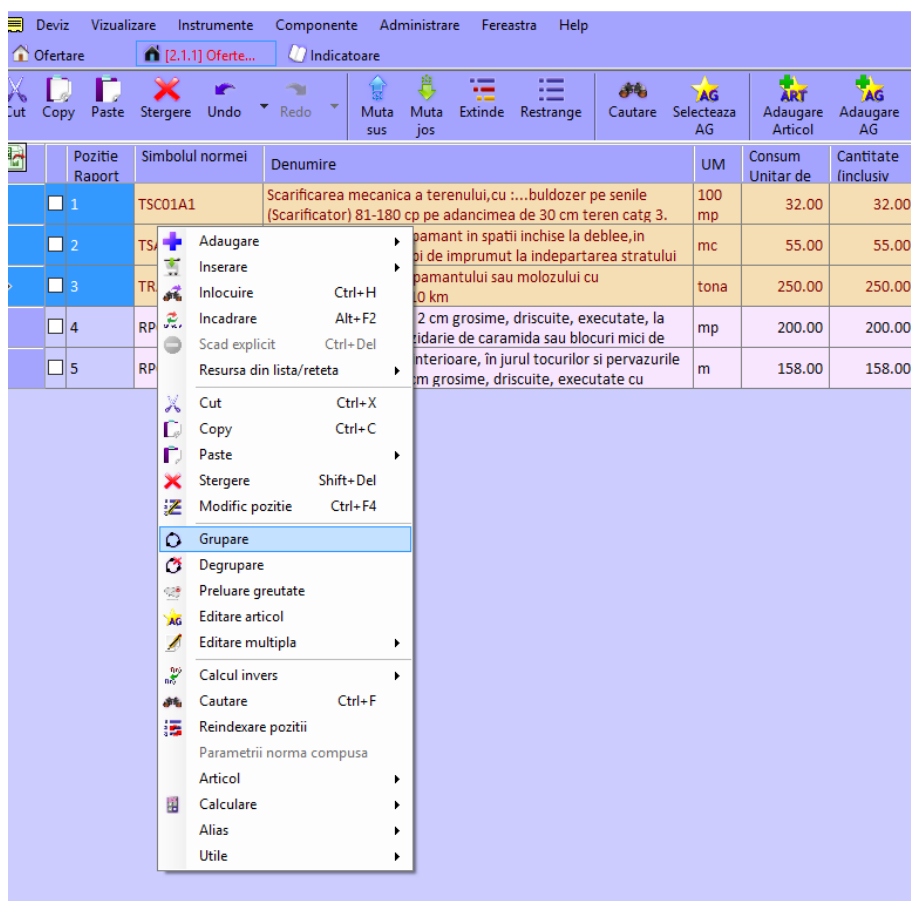 Deviz Vizualizare Instrumente Componente Administrare Fereastra Help
Ofertare [2.1.1] Oferte... Indicatoare
Cut Copy Paste Stergere Undo Redo Muta sus Muta jos Extinde Restrange Cautare Selecteaza AG Adaugare Articol Adaugare AG
Pozitie Raport Simbolul normei Denumire UM Consum Unitar de Cantitate (inclusiv
1 TSC01A1 Scarificarea mecanica a terenului,cu :...buldozer pe senile 100 mp 32.00 32.00
(Scarificator) 81-180 cp pe adancimea de 30 cm teren catg 3.
2 TSA pamant in spatii inchise la deblee,in mc 55.00 55.00
de imprumut la indepartarea stratului
3 TRA pamantului sau molozului cu tona 250.00 250.00
10 km
4 RP 2 cm grosime, driscuite, executate, la mp 200.00 200.00
zidarie de caramida sau blocuri mici de
5 RP interioare, în jurul tocurilor si pervazurile m 158.00 158.00
cm grosime, driscuite, executate cu
Adaugare
Inserare
Inlocuire Ctrl+H
Incadrare Alt+F2
Scad explicit Ctrl+Del
Resursa din lista/reteta
Cut Ctrl+X
Copy Ctrl+C
Paste
Stergere Shift+Del
Modific pozitie Ctrl+F4
Grupare
Degrupare
Preluare greutate
Editare articol
Editare multipla
Calcul invers
Cautare Ctrl+F
Reindexare pozitii
Parametrii norma compusa
Articol
Calculare
Alias
Utile